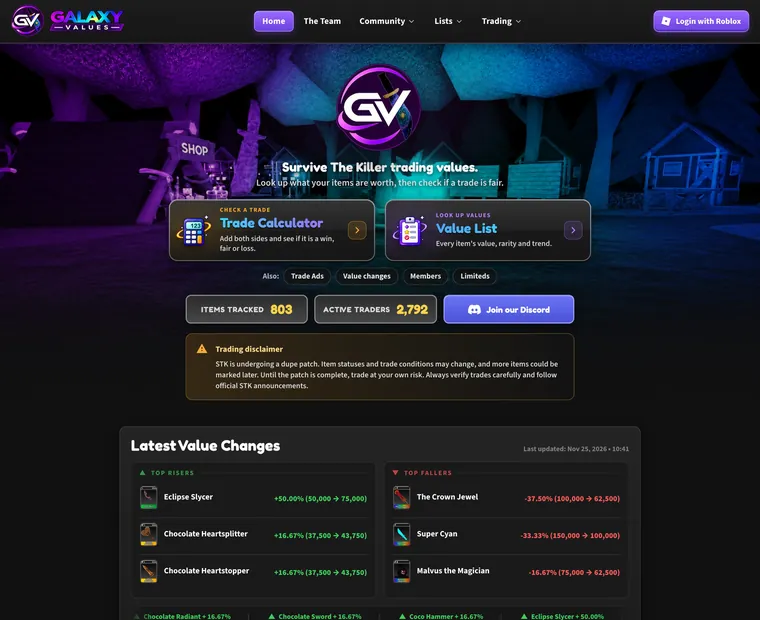 GV GALAXY VALUES
Home The Team Community Lists Trading
Login with Roblox
SHOP
GV
Survive The Killer trading values.
Look up what your items are worth, then check if a trade is fair.
CHECK A TRADE
Trade Calculator
Add both sides and see if it is a win,
fair or loss.
LOOK UP VALUES
Value List
Every item's value, rarity and trend.
Also: Trade Ads Value changes Members Limiteds
ITEMS TRACKED 803
ACTIVE TRADERS 2,792
Join our Discord
Trading disclaimer
STK is undergoing a dupe patch. Item statuses and trade conditions may change, and more items could be
marked later. Until the patch is complete, trade at your own risk. Always verify trades carefully and follow
official STK announcements.
Latest Value Changes
Last updated: Nov 25, 2026 • 10:41
TOP RISERS
Eclipse Slycer +50.00% (50,000 → 75,000)
Chocolate Heartsplitter +16.67% (37,500 → 43,750)
Chocolate Heartstopper +16.67% (37,500 → 43,750)
TOP FALLERS
The Crown Jewel -37.50% (100,000 → 62,500)
Super Cyan -33.33% (150,000 → 100,000)
Malvus the Magician -16.67% (75,000 → 62,500)
Chocolate Radiant + 16.67% Chocolate Sword + 16.67% Coco Hammer + 16.67% Eclipse Slycer + 50.00%